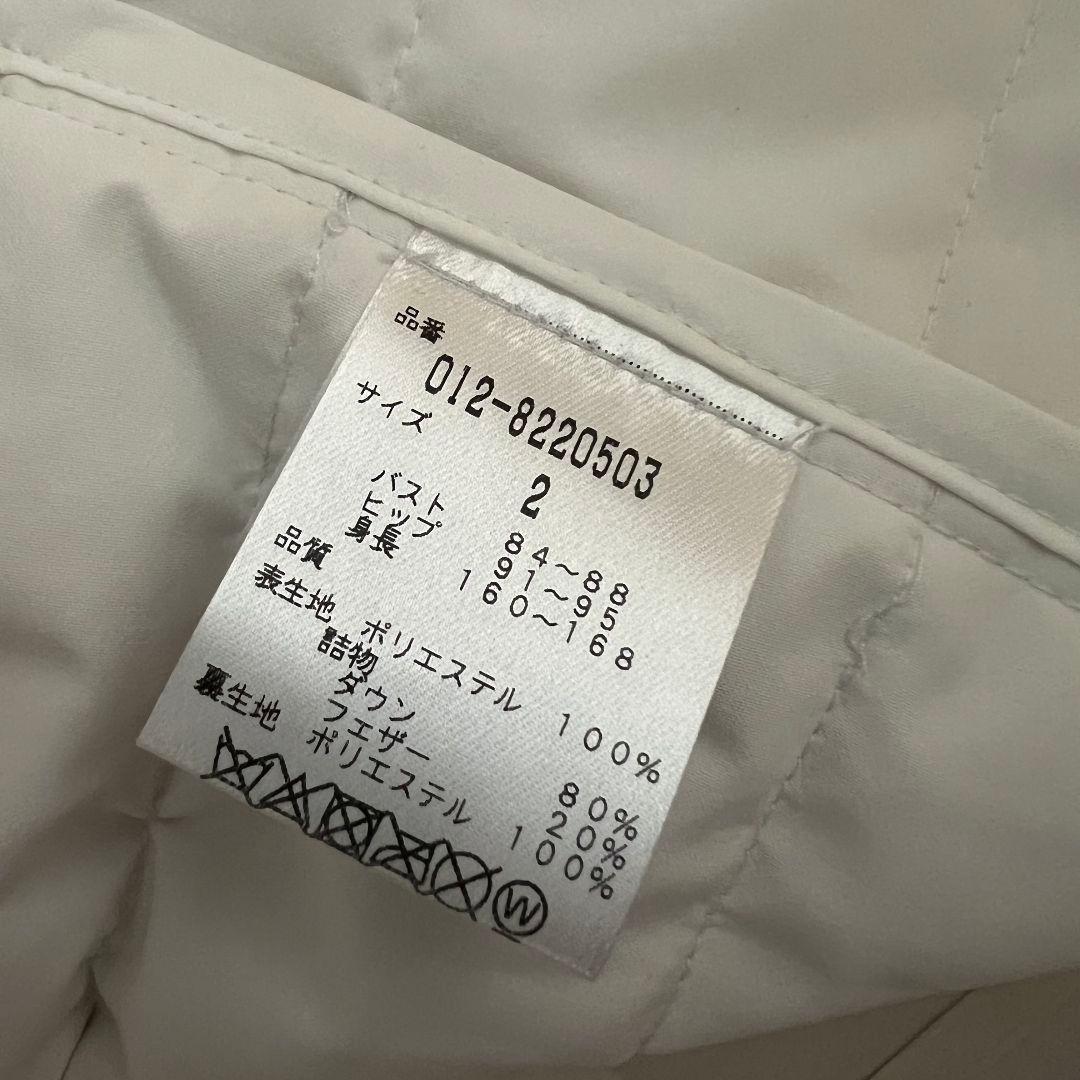 品番
012-8220503
サイズ
2
バスト 84~88
ヒップ 91~95
身長 160~168
品質
表生地 ポリエステル 100%
詰物
ダウン 80%
フェザー 20%
裏生地 ポリエステル 100%
W